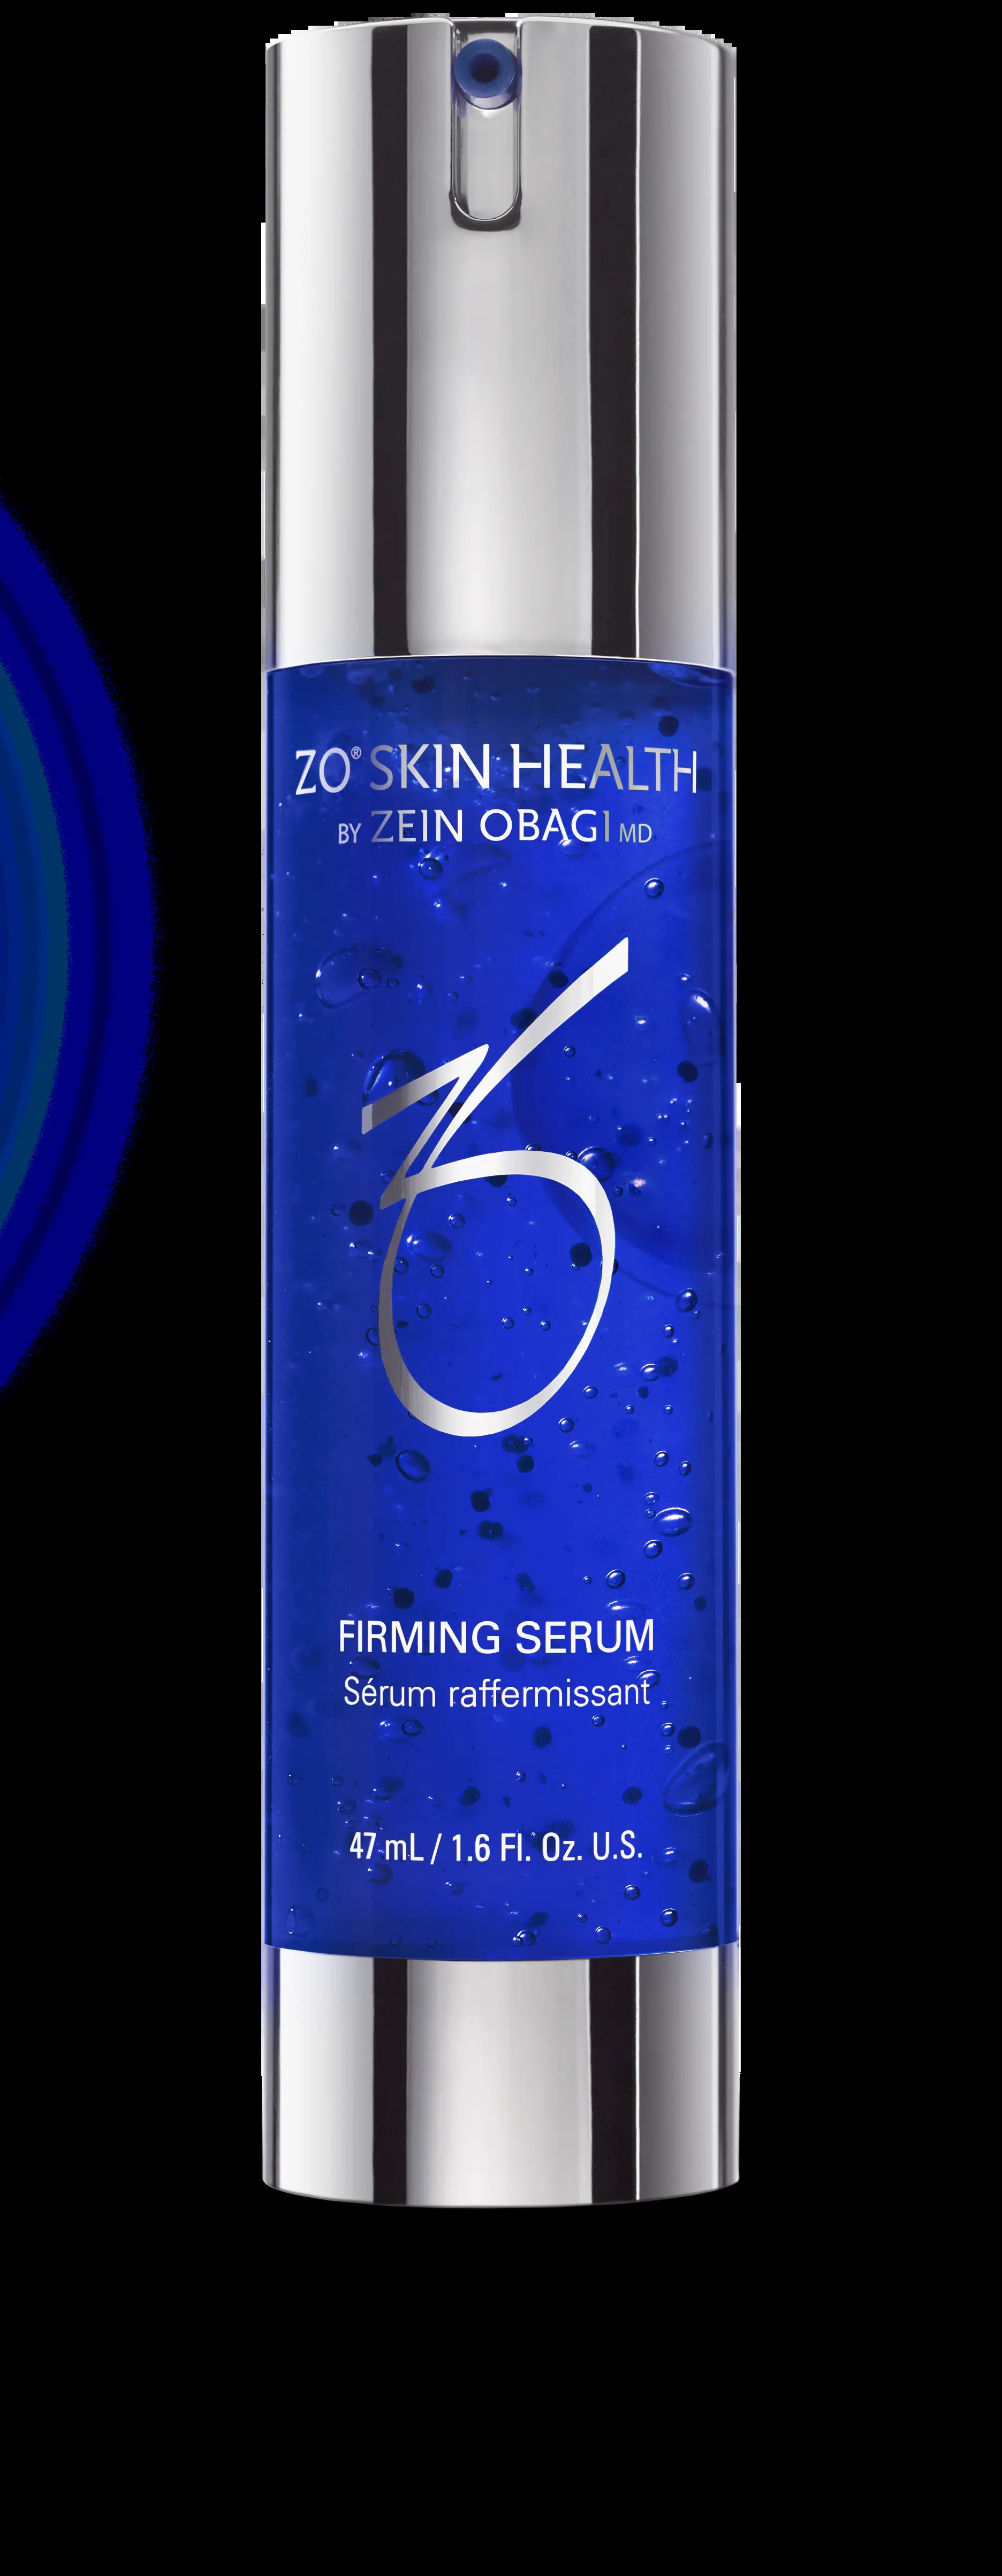 ZO® SKIN HEALTH
BY ZEIN OBAGI MD
ZO
FIRMING SERUM
Sérum raffermissant
47 mL / 1.6 Fl. Oz. U.S.